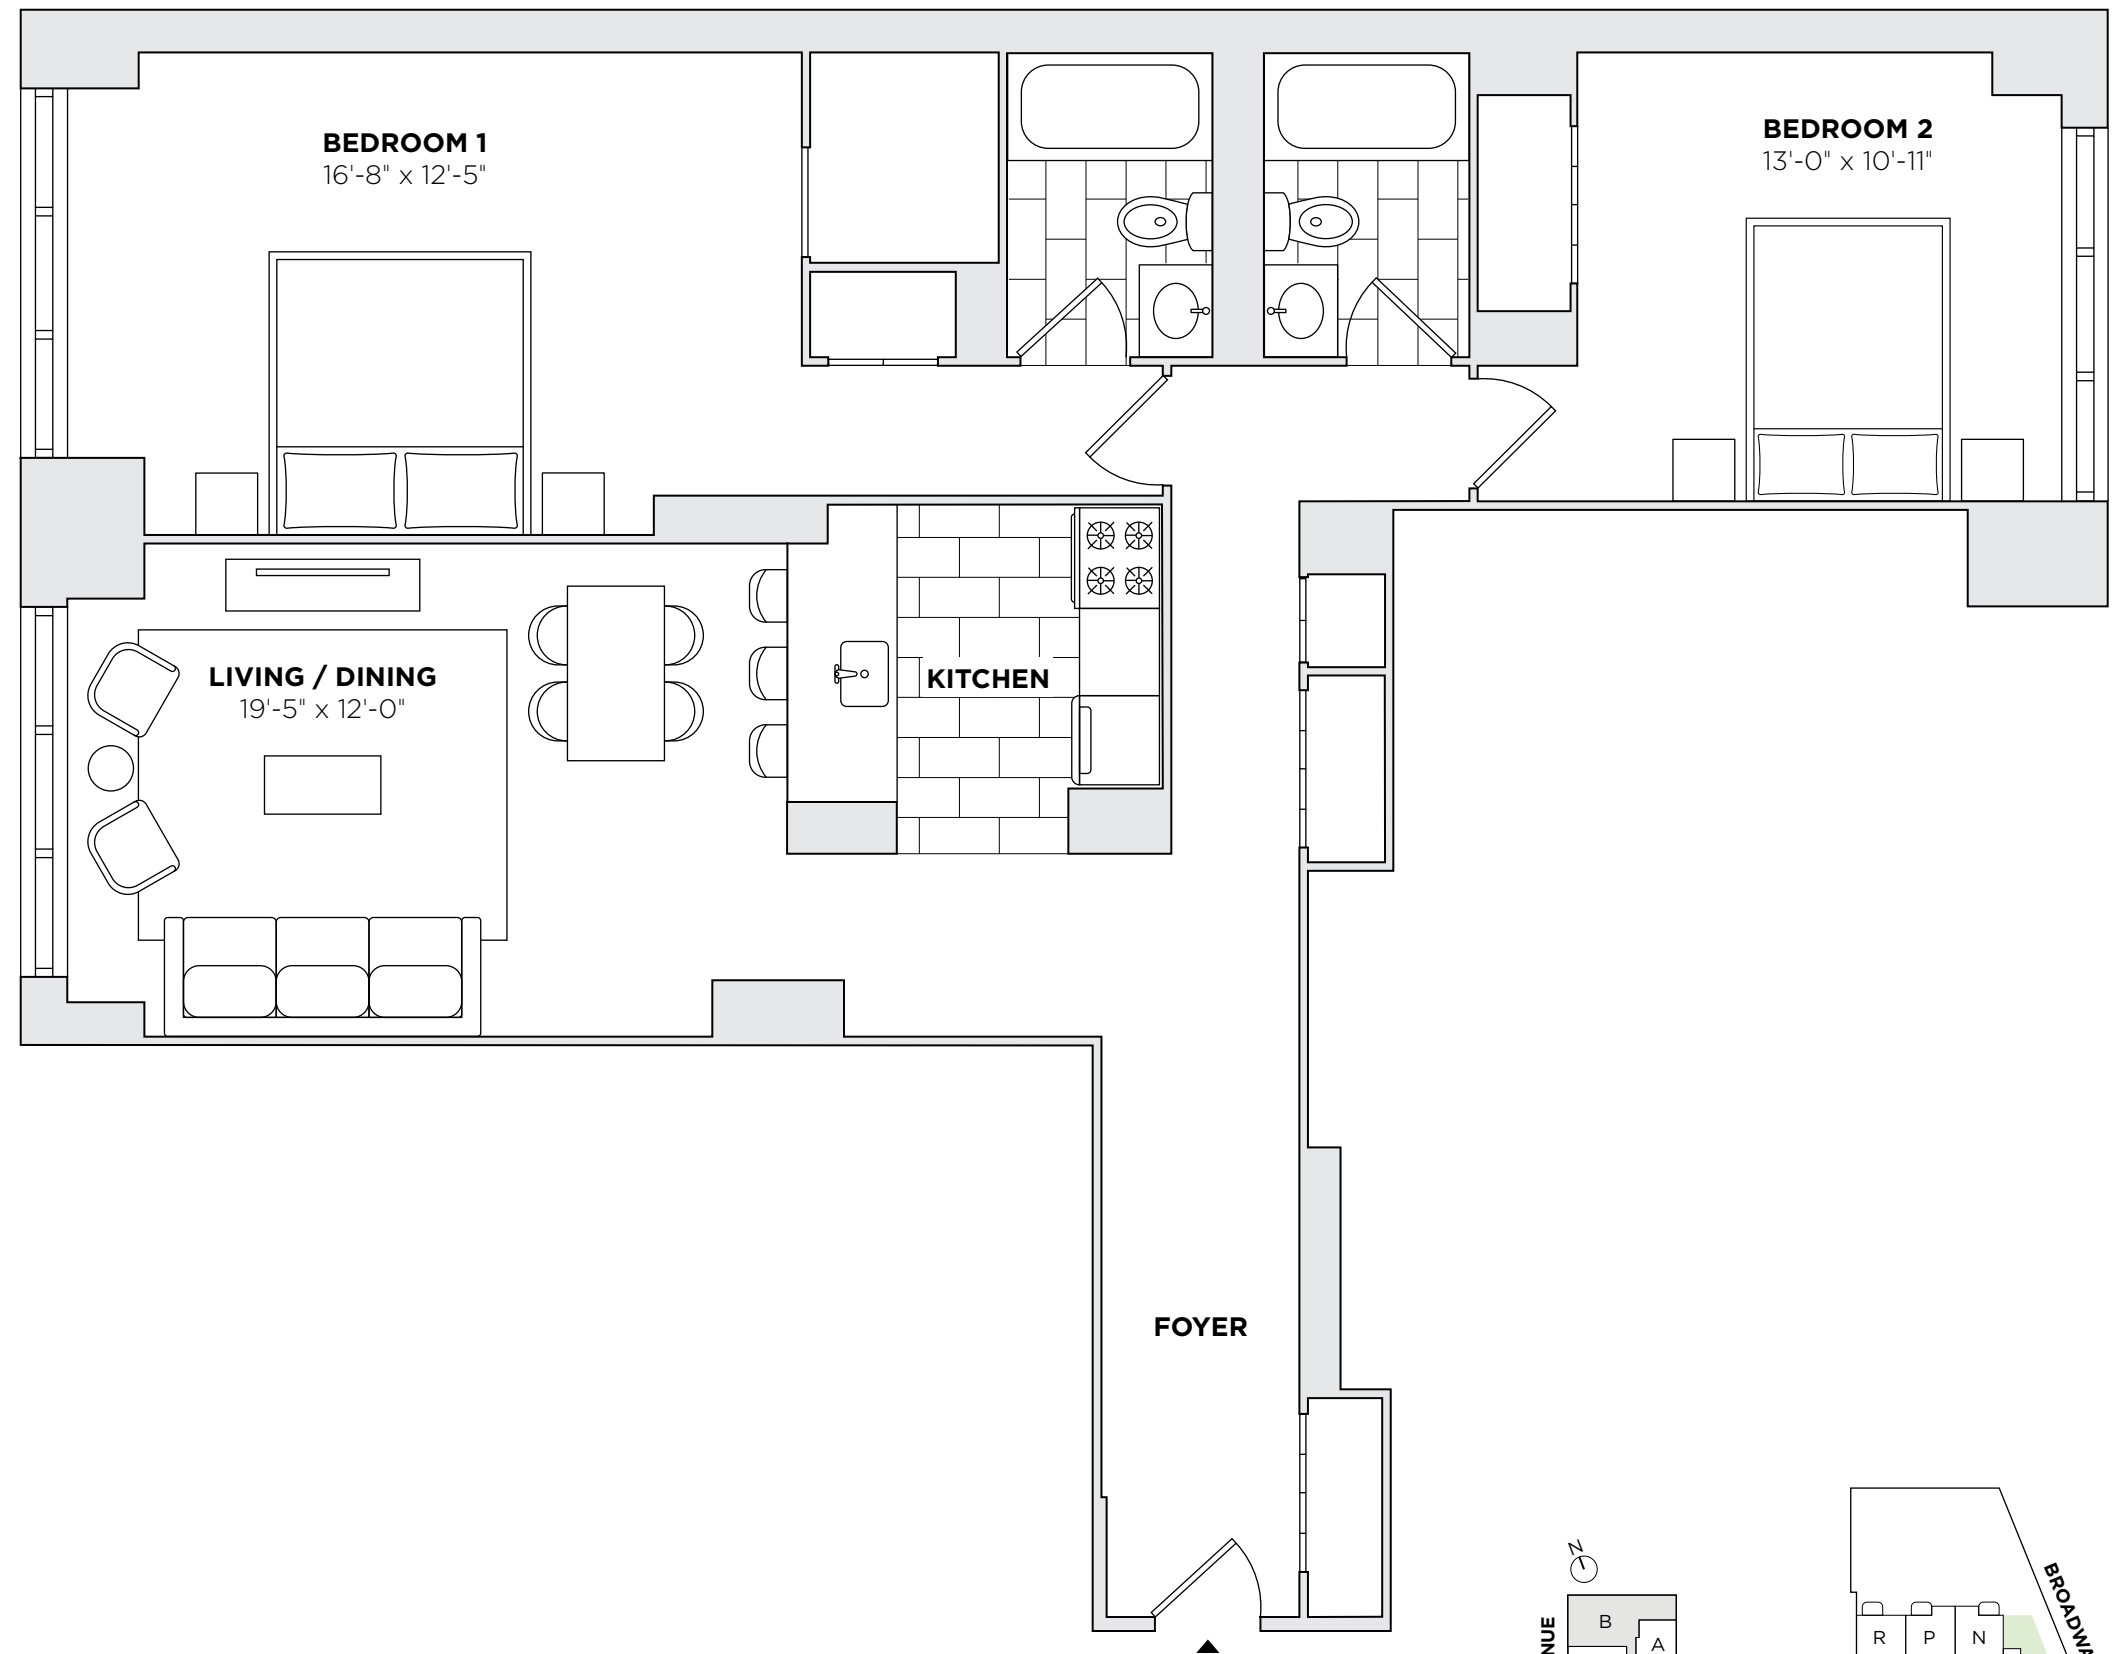 BEDROOM 1
16'-8" x 12'-5"
BEDROOM 2
13'-0" x 10'-11"
LIVING / DINING
19'-5" x 12'-0"
KITCHEN
FOYER
N
B
A
R
P
N